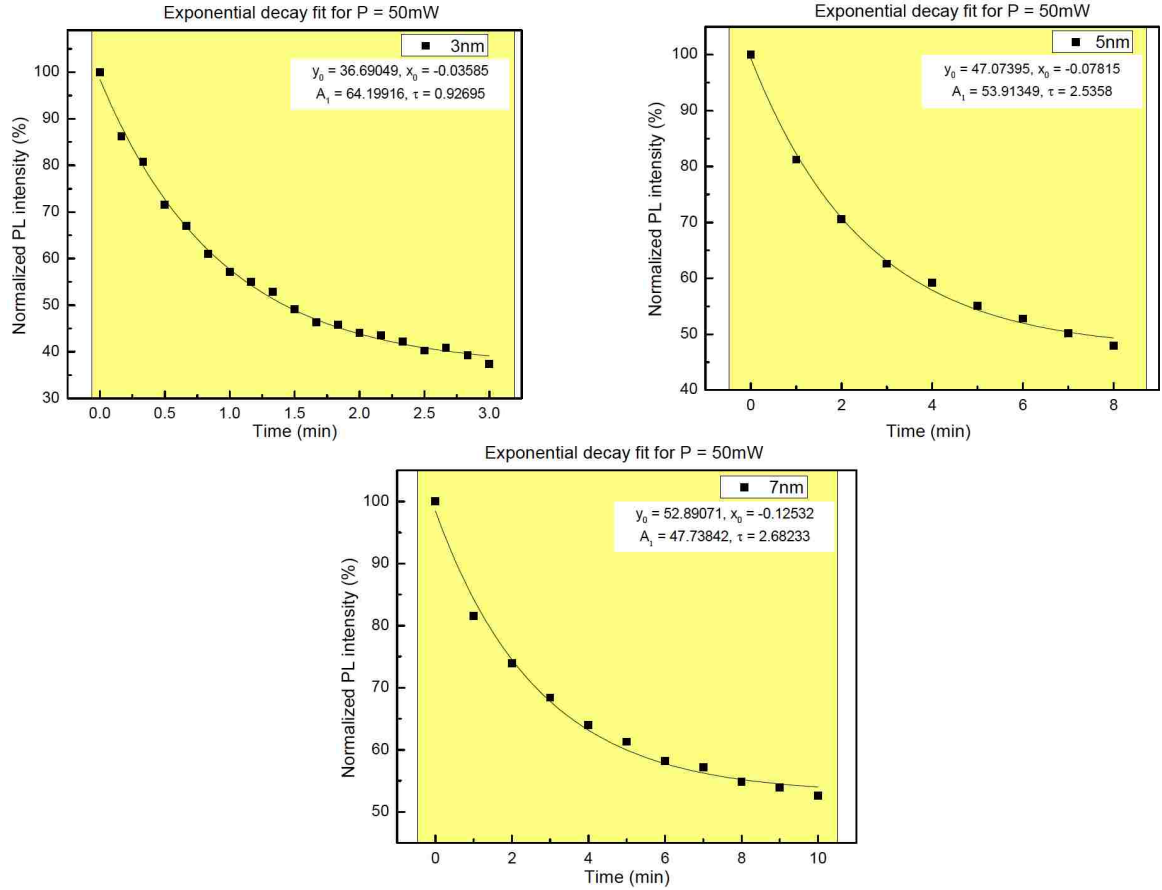 Exponential decay fit for P = 50mW
3nm
y₀ = 36.69049, x₀ = -0.03585
A₁ = 64.19916, τ = 0.92695
Normalized PL intensity (%)
100
90
80
70
60
50
40
30
0.0 0.5 1.0 1.5 2.0 2.5 3.0
Time (min)
Exponential decay fit for P = 50mW
5nm
y₀ = 47.07395, x₀ = -0.07815
A₁ = 53.91349, τ = 2.5358
Normalized PL intensity (%)
100
90
80
70
60
50
40
0 2 4 6 8
Time (min)
Exponential decay fit for P = 50mW
7nm
y₀ = 52.89071, x₀ = -0.12532
A₁ = 47.73842, τ = 2.68233
Normalized PL intensity (%)
100
90
80
70
60
50
0 2 4 6 8 10
Time (min)